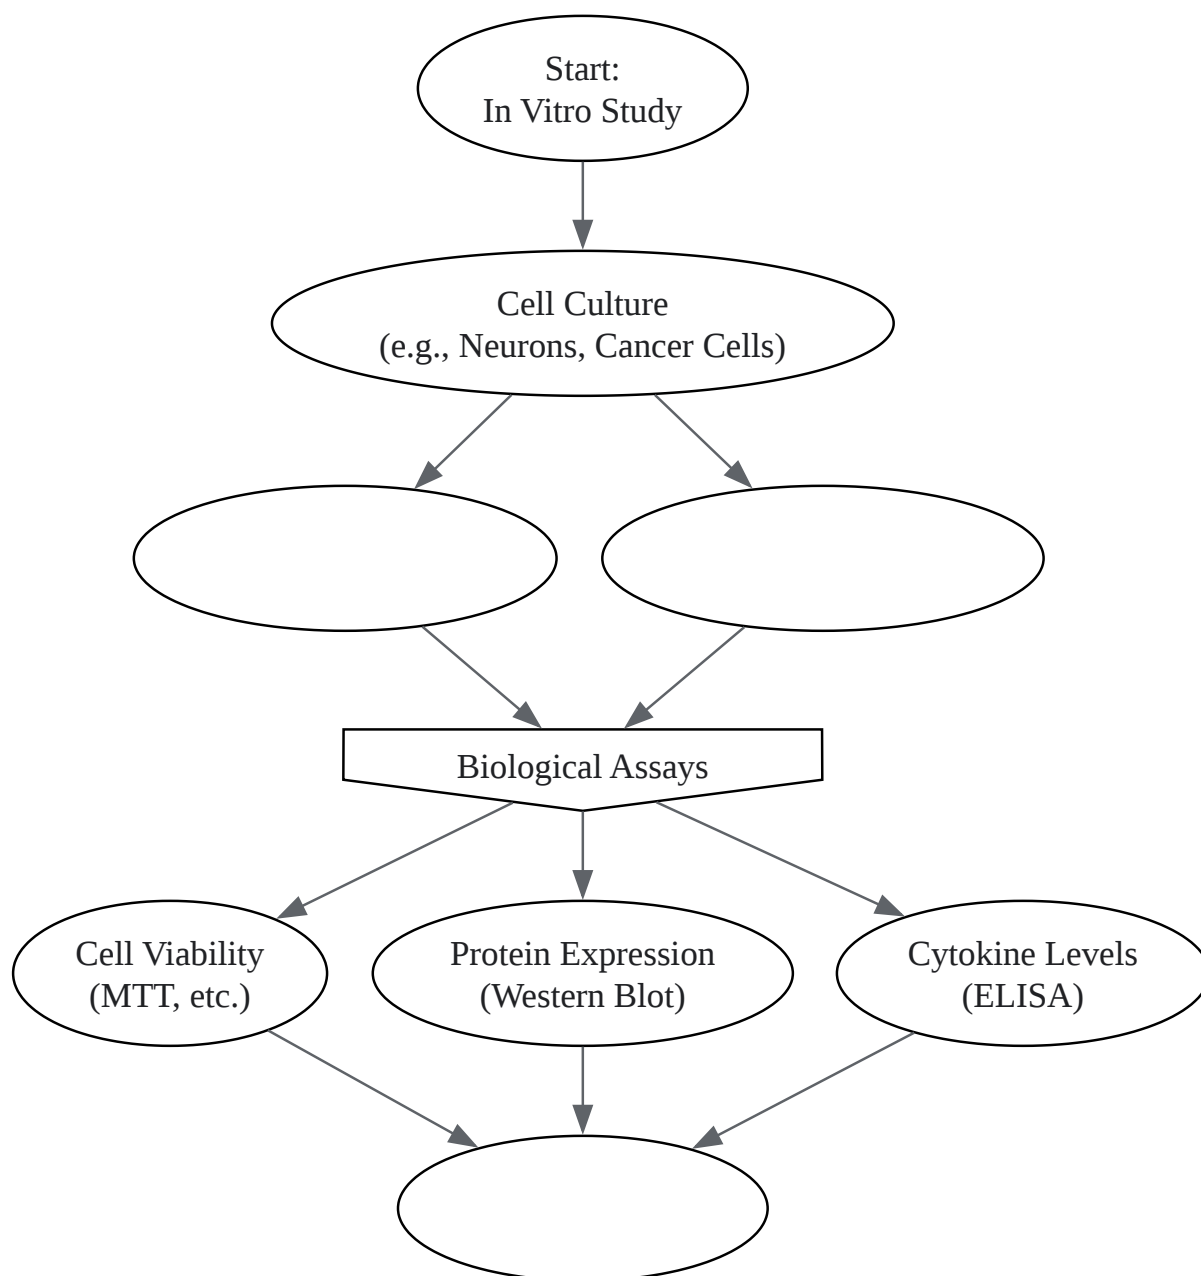 Start:
In Vitro Study
Cell Culture
(e.g., Neurons, Cancer Cells)
Biological Assays
Cell Viability
(MTT, etc.)
Protein Expression
(Western Blot)
Cytokine Levels
(ELISA)